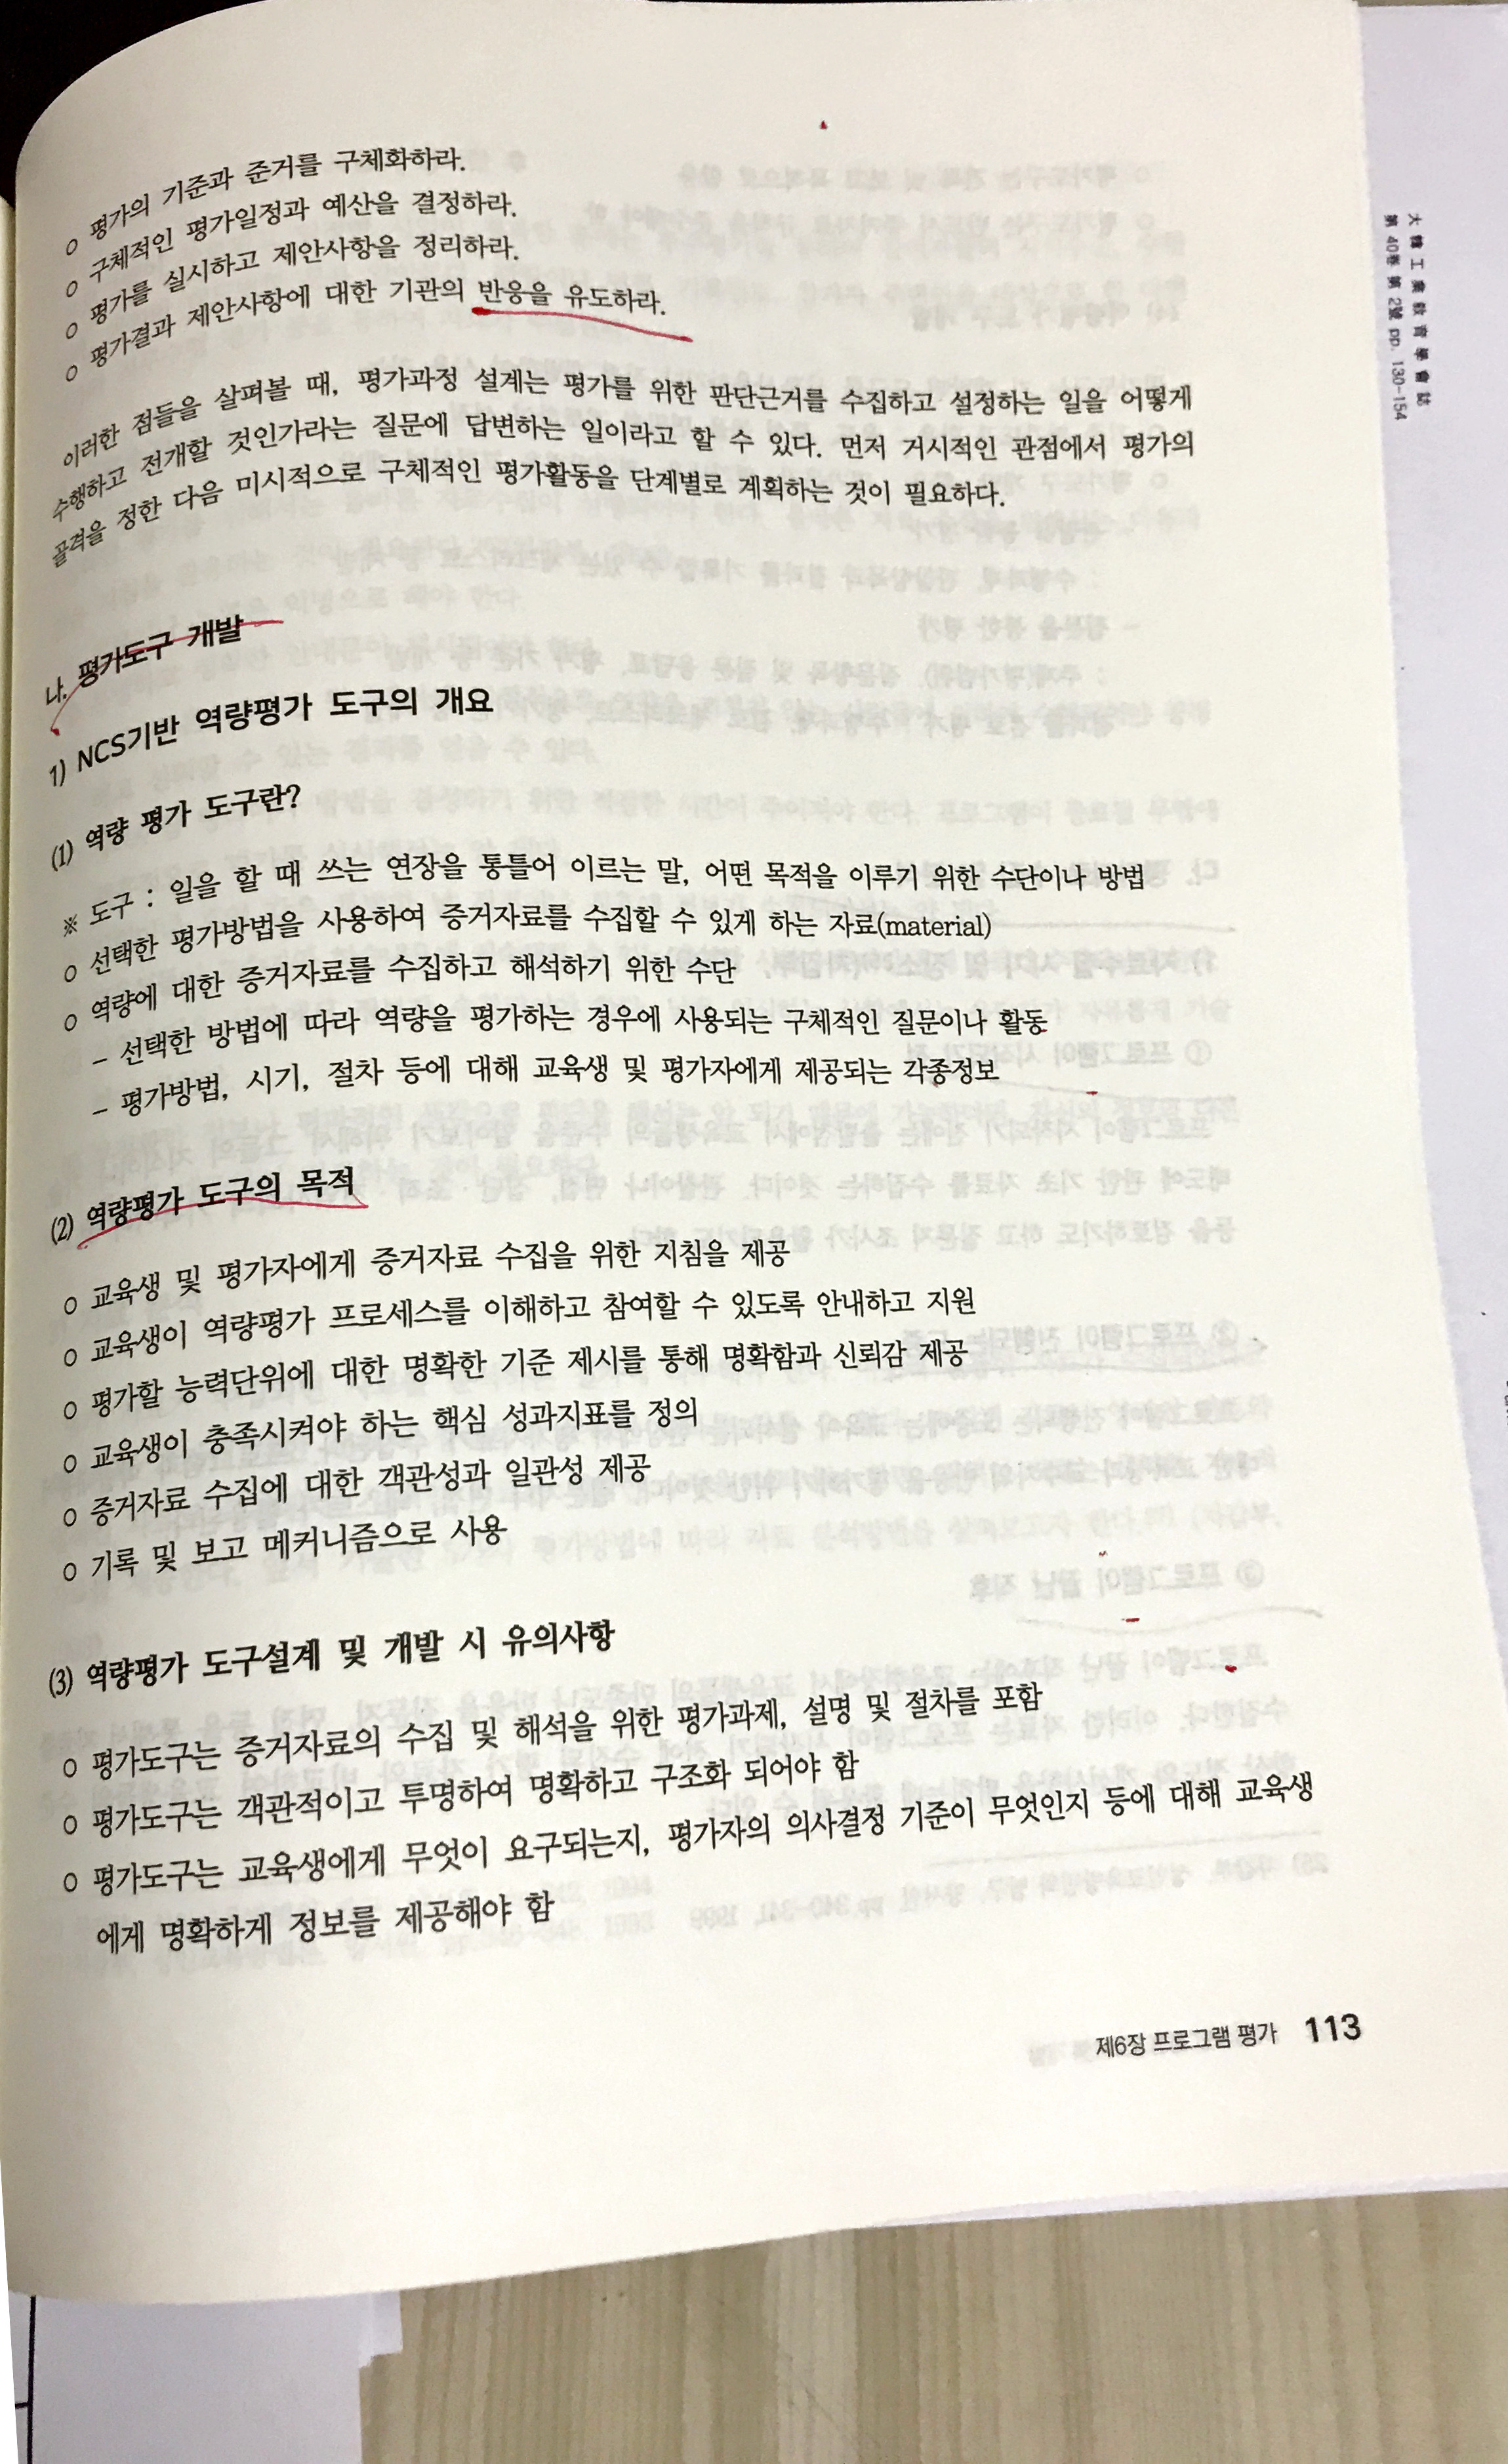 ○ 평가의 기준과 준거를 구체화하라.
○ 구체적인 평가일정과 예산을 결정하라.
○ 평가를 실시하고 제안사항을 정리하라.
○ 평가결과 제안사항에 대한 기관의 반응을 유도하라.
이러한 점들을 살펴볼 때, 평가과정 설계는 평가를 위한 판단근거를 수집하고 설정하는 일을 어떻게
수행하고 전개할 것인가라는 질문에 답변하는 일이라고 할 수 있다. 먼저 거시적인 관점에서 평가의
골격을 정한 다음 미시적으로 구체적인 평가활동을 단계별로 계획하는 것이 필요하다.
나. 평가도구 개발
1) NCS기반 역량평가 도구의 개요
(1) 역량 평가 도구란?
※ 도구 : 일을 할 때 쓰는 연장을 통틀어 이르는 말, 어떤 목적을 이루기 위한 수단이나 방법
○ 선택한 평가방법을 사용하여 증거자료를 수집할 수 있게 하는 자료(material)
○ 역량에 대한 증거자료를 수집하고 해석하기 위한 수단
– 선택한 방법에 따라 역량을 평가하는 경우에 사용되는 구체적인 질문이나 활동
– 평가방법, 시기, 절차 등에 대해 교육생 및 평가자에게 제공되는 각종정보
(2) 역량평가 도구의 목적
○ 교육생 및 평가자에게 증거자료 수집을 위한 지침을 제공
○ 교육생이 역량평가 프로세스를 이해하고 참여할 수 있도록 안내하고 지원
○ 평가할 능력단위에 대한 명확한 기준 제시를 통해 명확함과 신뢰감 제공
○ 교육생이 충족시켜야 하는 핵심 성과지표를 정의
○ 증거자료 수집에 대한 객관성과 일관성 제공
○ 기록 및 보고 메커니즘으로 사용
(3) 역량평가 도구설계 및 개발 시 유의사항
○ 평가도구는 증거자료의 수집 및 해석을 위한 평가과제, 설명 및 절차를 포함
○ 평가도구는 객관적이고 투명하여 명확하고 구조화 되어야 함
○ 평가도구는 교육생에게 무엇이 요구되는지, 평가자의 의사결정 기준이 무엇인지 등에 대해 교육생
에게 명확하게 정보를 제공해야 함
제6장 프로그램 평가 113
大韓工業教育學會誌
第 40卷 第 2號 pp. 130-154